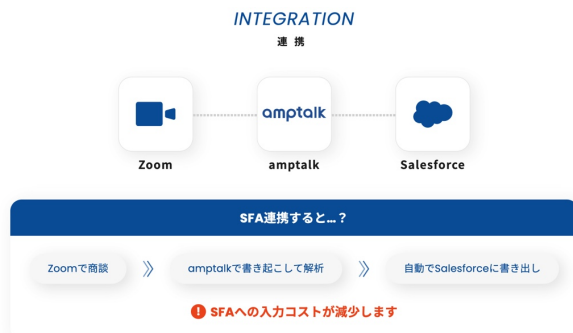 INTEGRATION
連携
amptalk
Zoom
amptalk
Salesforce
SFA連携すると…？
Zoomで商談
amptalkで書き起こして解析
自動でSalesforceに書き出し
! SFAへの入力コストが減少します